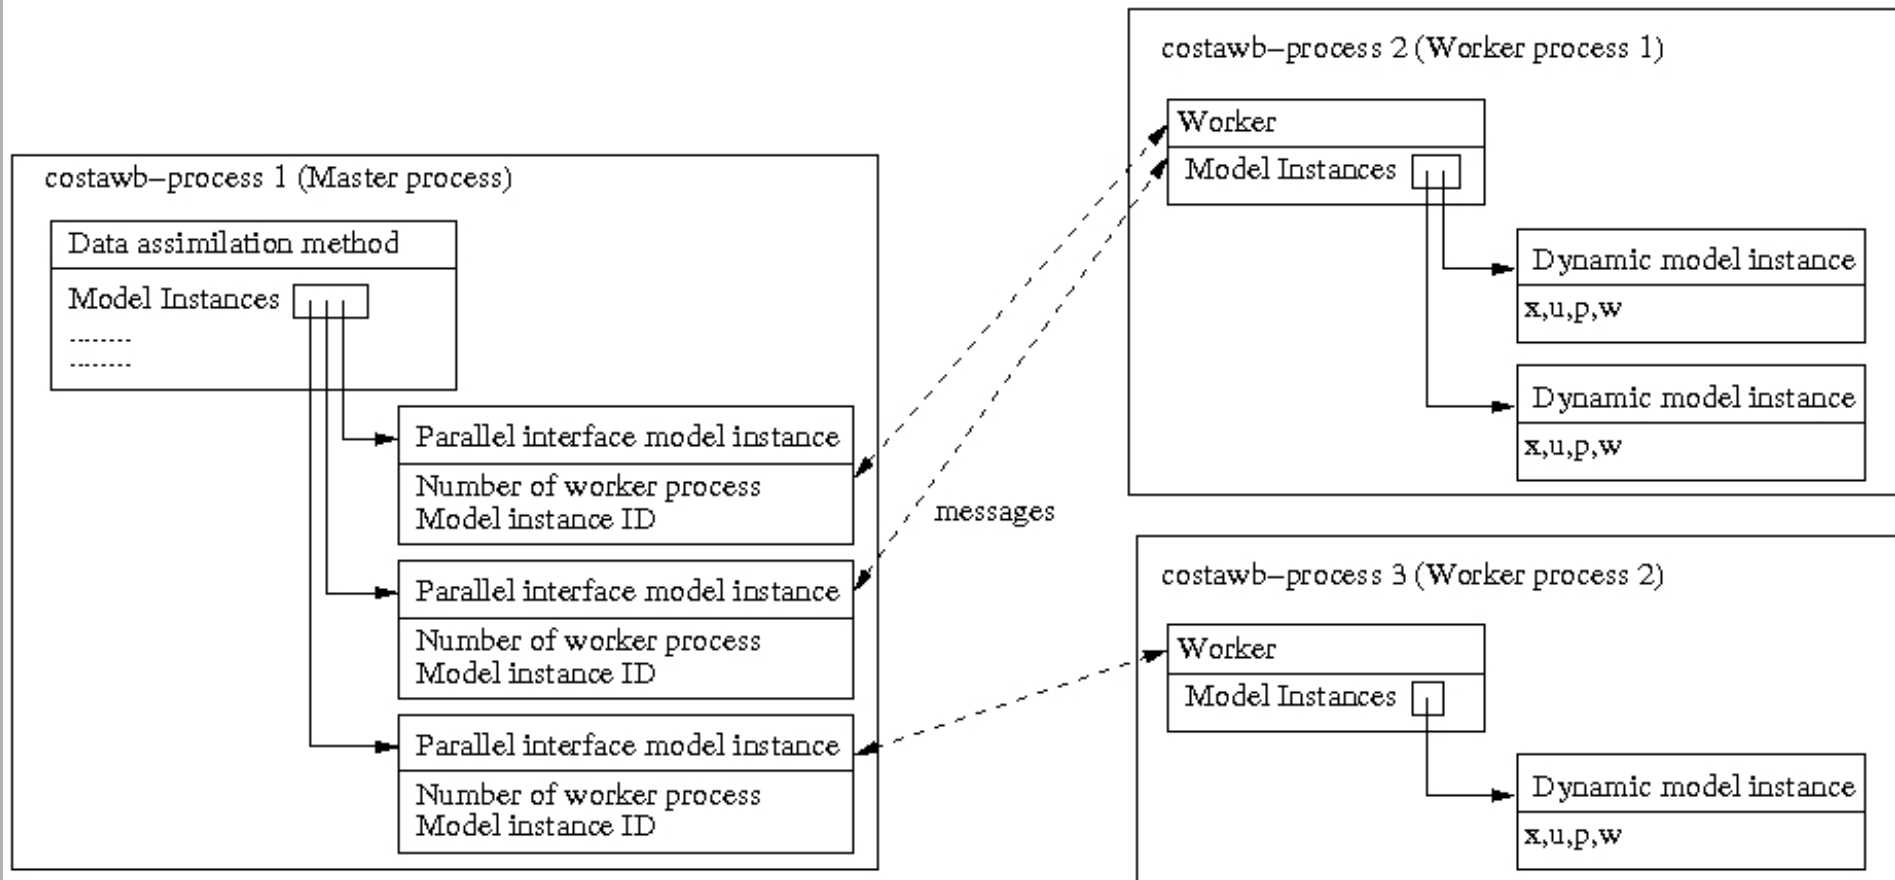 costawb–process 1 (Master process)
Data assimilation method
Model Instances
--------
--------
Parallel interface model instance
Number of worker process
Model instance ID
Parallel interface model instance
Number of worker process
Model instance ID
Parallel interface model instance
Number of worker process
Model instance ID
messages
costawb–process 2 (Worker process 1)
Worker
Model Instances
Dynamic model instance
x,u,p,w
Dynamic model instance
x,u,p,w
costawb–process 3 (Worker process 2)
Worker
Model Instances
Dynamic model instance
x,u,p,w